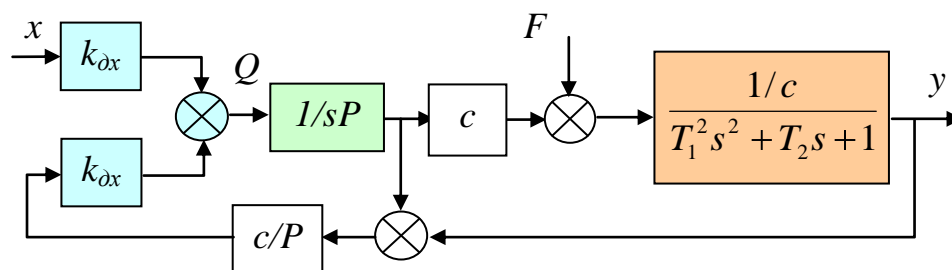 x
k∂x
Q
1/sP
c
F
1/c
T₁²s² + T₂s + 1
y
k∂x
c/P